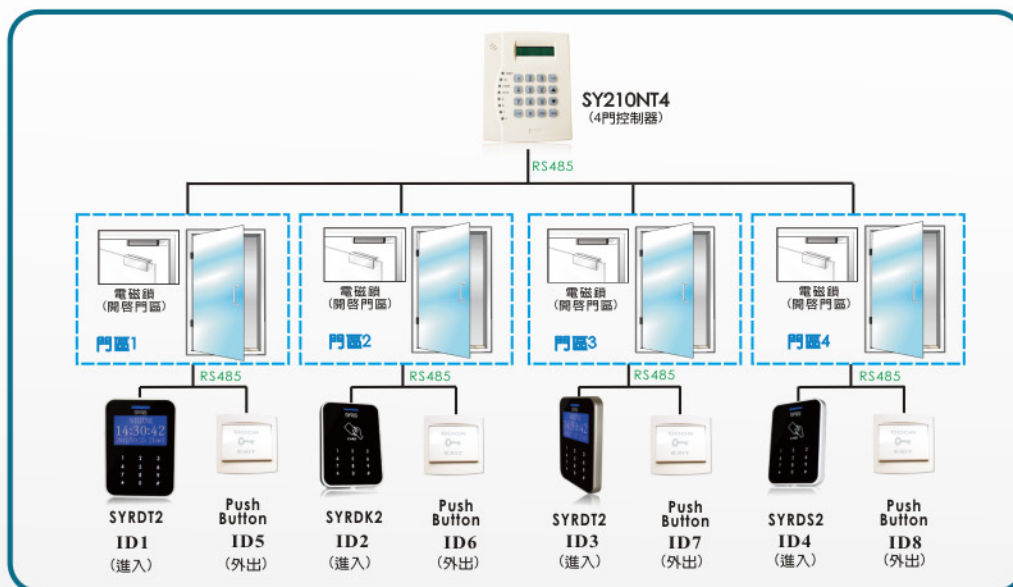 SY210NT4
(4門控制器)
RS485
電磁鎖
(開啓門區)
門區1
電磁鎖
(開啓門區)
門區2
電磁鎖
(開啓門區)
門區3
電磁鎖
(開啓門區)
門區4
RS485
RS485
RS485
RS485
14:30:42
SYRDT2
ID1
(進入)
Push
Button
ID5
(外出)
SYRDK2
ID2
(進入)
Push
Button
ID6
(外出)
SYRDT2
ID3
(進入)
Push
Button
ID7
(外出)
SYRDS2
ID4
(進入)
Push
Button
ID8
(外出)